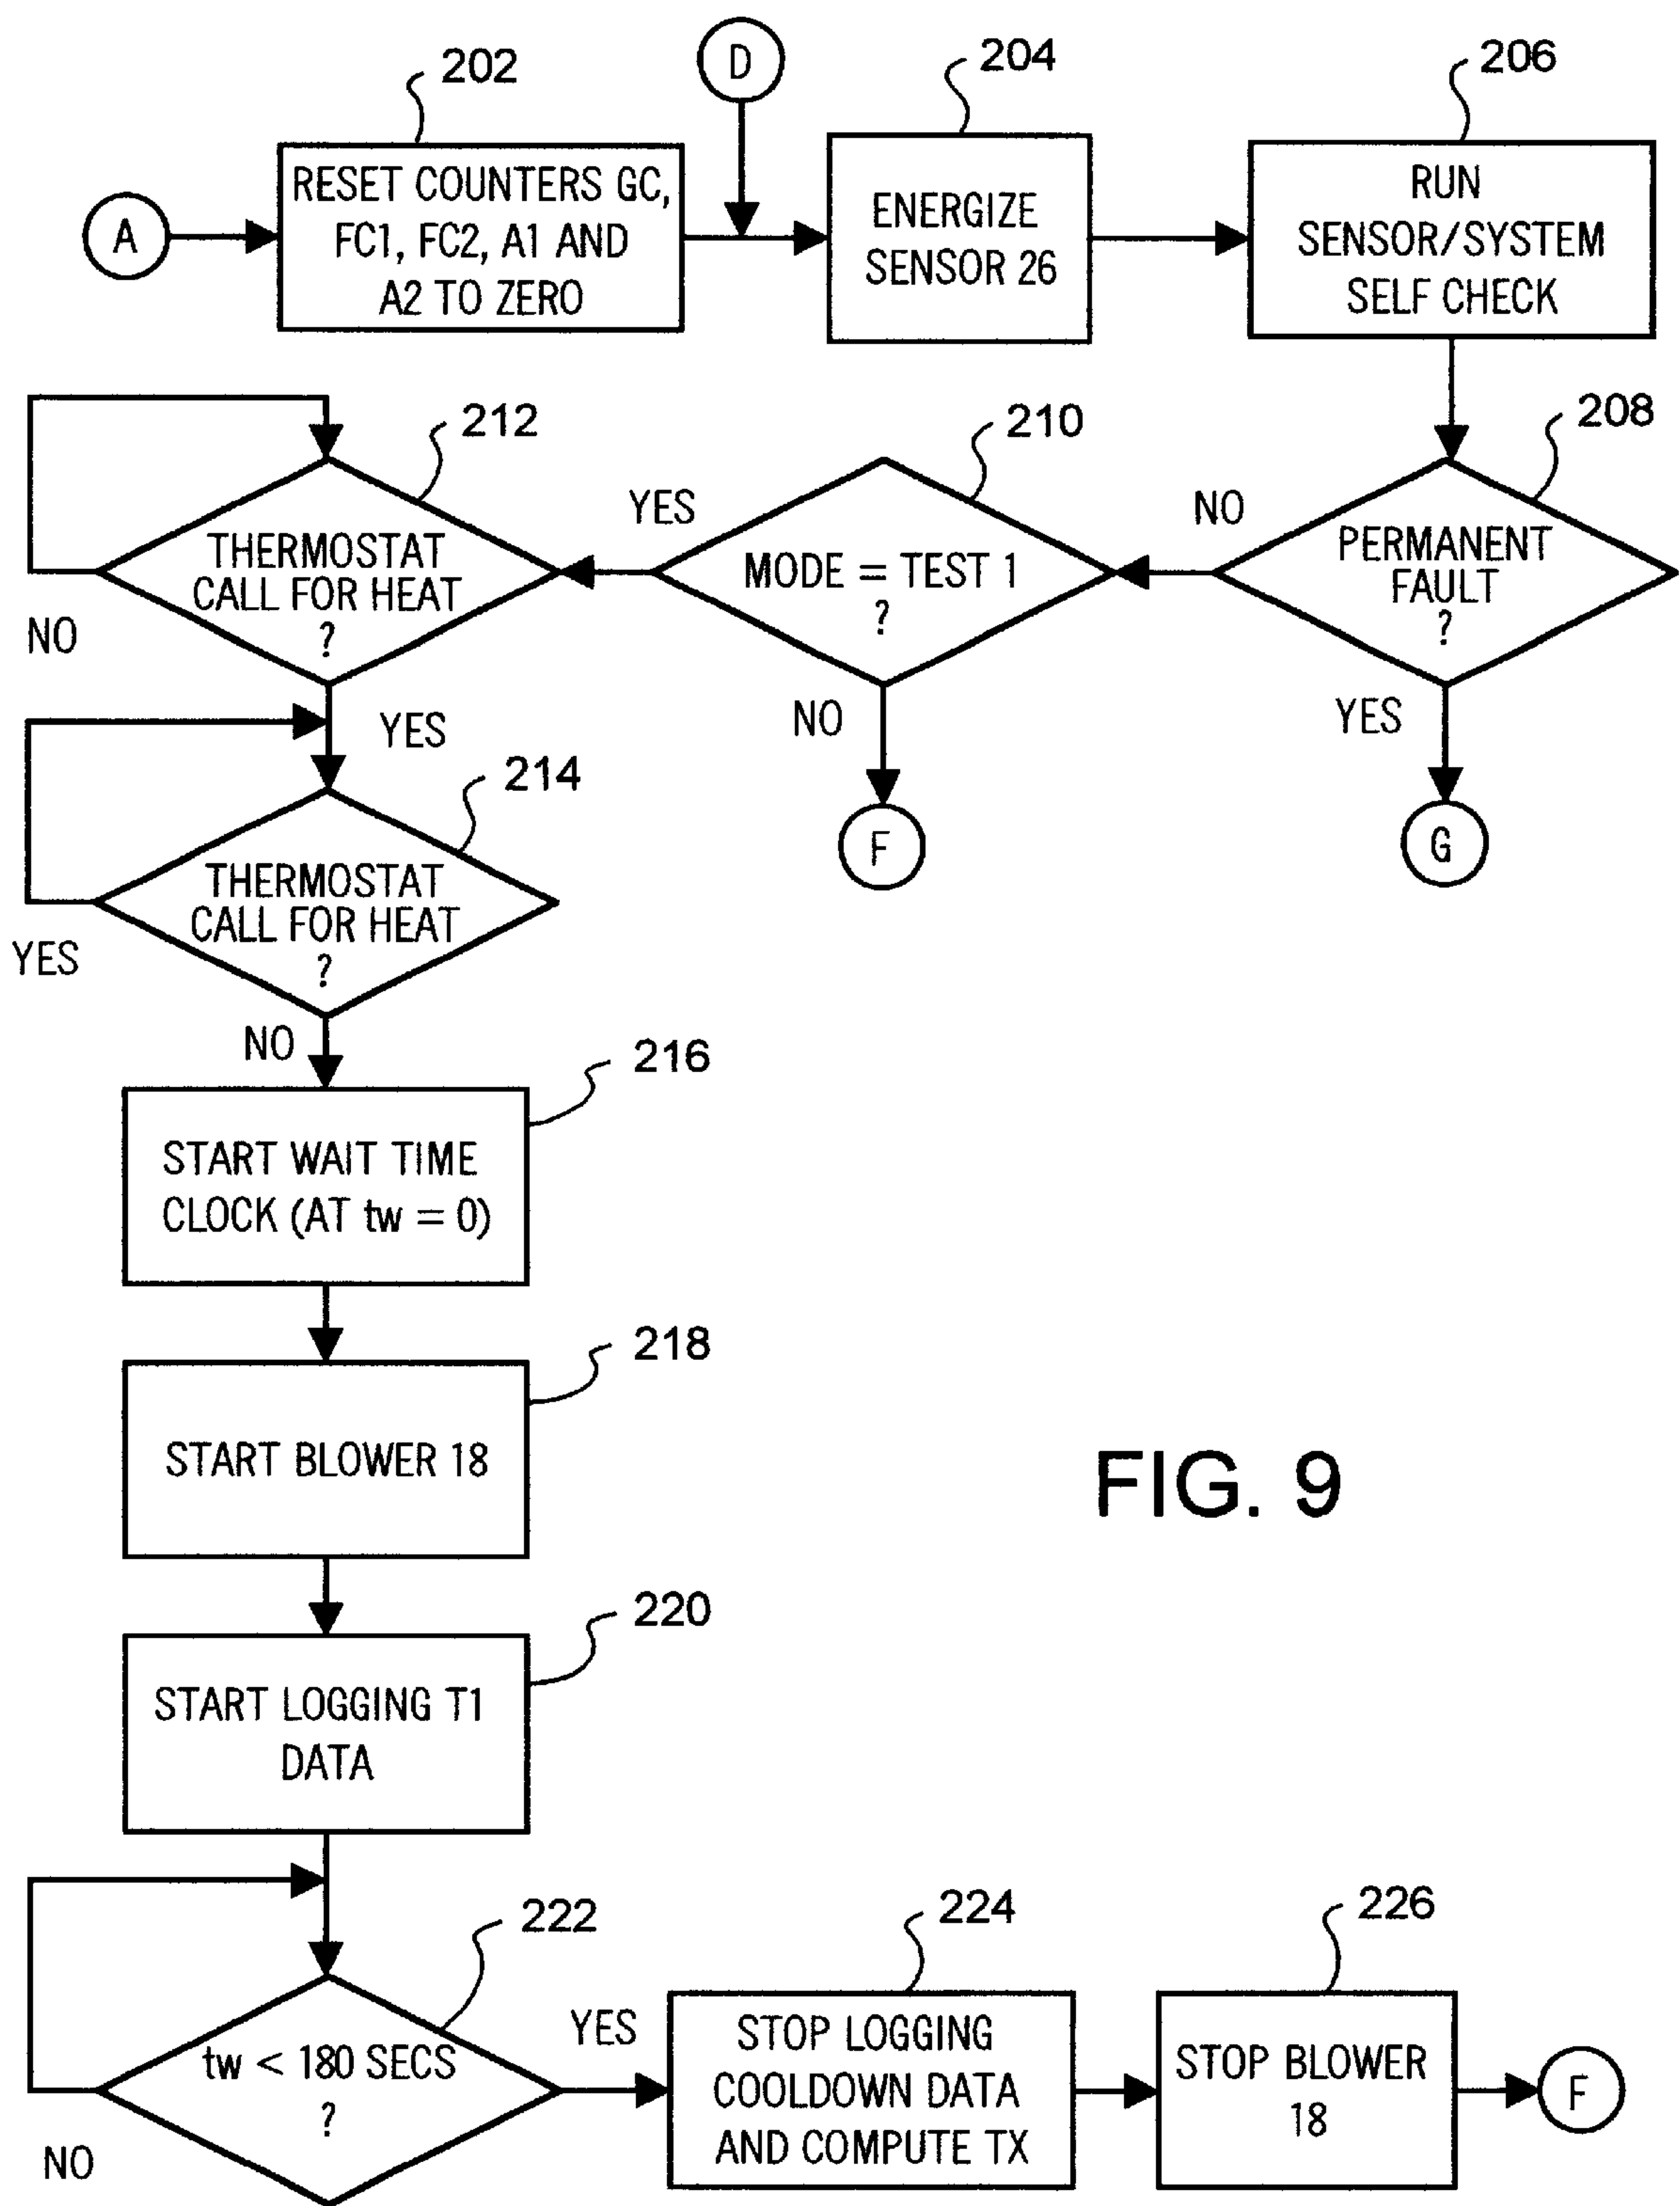 202
D
204
206
A
RESET COUNTERS GC,
FC1, FC2, A1 AND
A2 TO ZERO
ENERGIZE
SENSOR 26
RUN
SENSOR/SYSTEM
SELF CHECK
212
210
208
THERMOSTAT
CALL FOR HEAT
?
NO
YES
YES
MODE = TEST 1
?
NO
F
NO
PERMANENT
FAULT
?
YES
G
214
THERMOSTAT
CALL FOR HEAT
?
YES
NO
216
START WAIT TIME
CLOCK (AT tw = 0)
218
START BLOWER 18
FIG. 9
220
START LOGGING T1
DATA
222
tw < 180 SECS
?
NO
YES
224
STOP LOGGING
COOLDOWN DATA
AND COMPUTE TX
226
STOP BLOWER
18
F